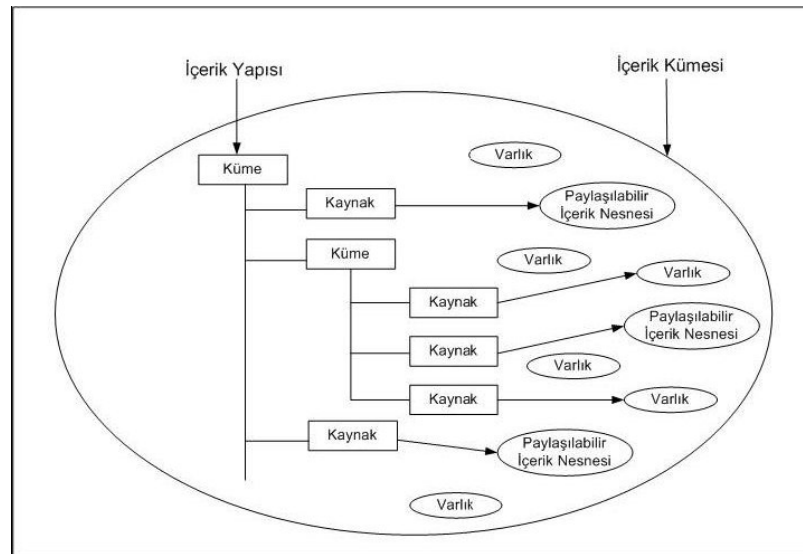 İçerik Yapısı
İçerik Kümesi
Varlık
Küme
Kaynak
Paylaşılabilir
İçerik Nesnesi
Küme
Varlık
Varlık
Kaynak
Paylaşılabilir
İçerik Nesnesi
Kaynak
Varlık
Kaynak
Varlık
Kaynak
Paylaşılabilir
İçerik Nesnesi
Varlık